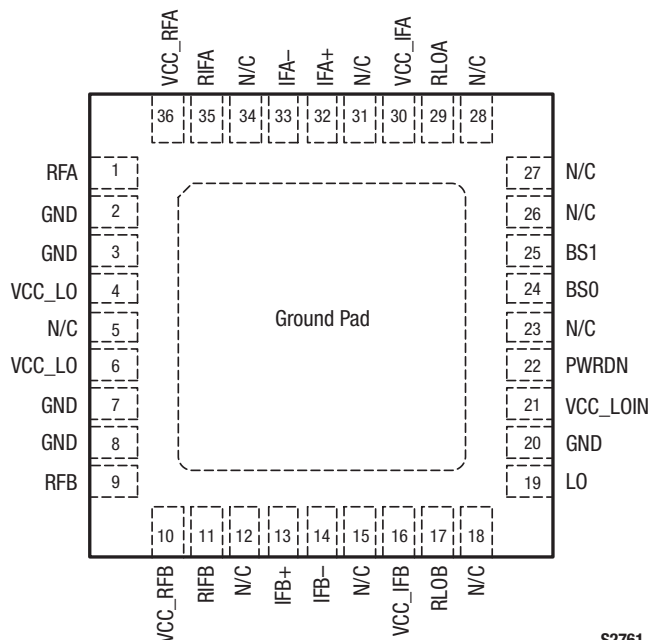 VCC_RFA
RIFA
N/C
IFA–
IFA+
N/C
VCC_IFA
RLOA
N/C
36 35 34 33 32 31 30 29 28
RFA 1
GND 2
GND 3
VCC_LO 4
N/C 5
VCC_LO 6
GND 7
GND 8
RFB 9
Ground Pad
27 N/C
26 N/C
25 BS1
24 BS0
23 N/C
22 PWRDN
21 VCC_LOIN
20 GND
19 LO
10 11 12 13 14 15 16 17 18
VCC_RFB
RIFB
N/C
IFB+
IFB–
N/C
VCC_IFB
RLOB
N/C
S2761